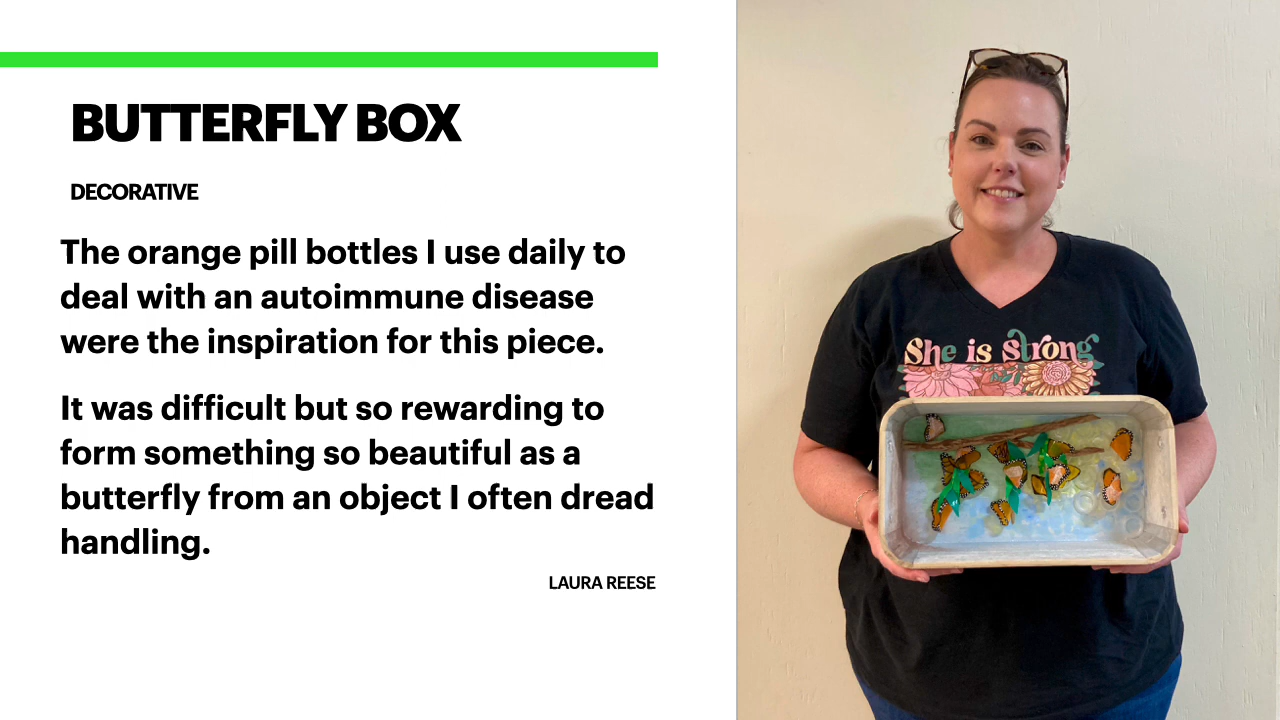 BUTTERFLY BOX
DECORATIVE
The orange pill bottles I use daily to
deal with an autoimmune disease
were the inspiration for this piece.
It was difficult but so rewarding to
form something so beautiful as a
butterfly from an object I often dread
handling.
LAURA REESE
She is strong